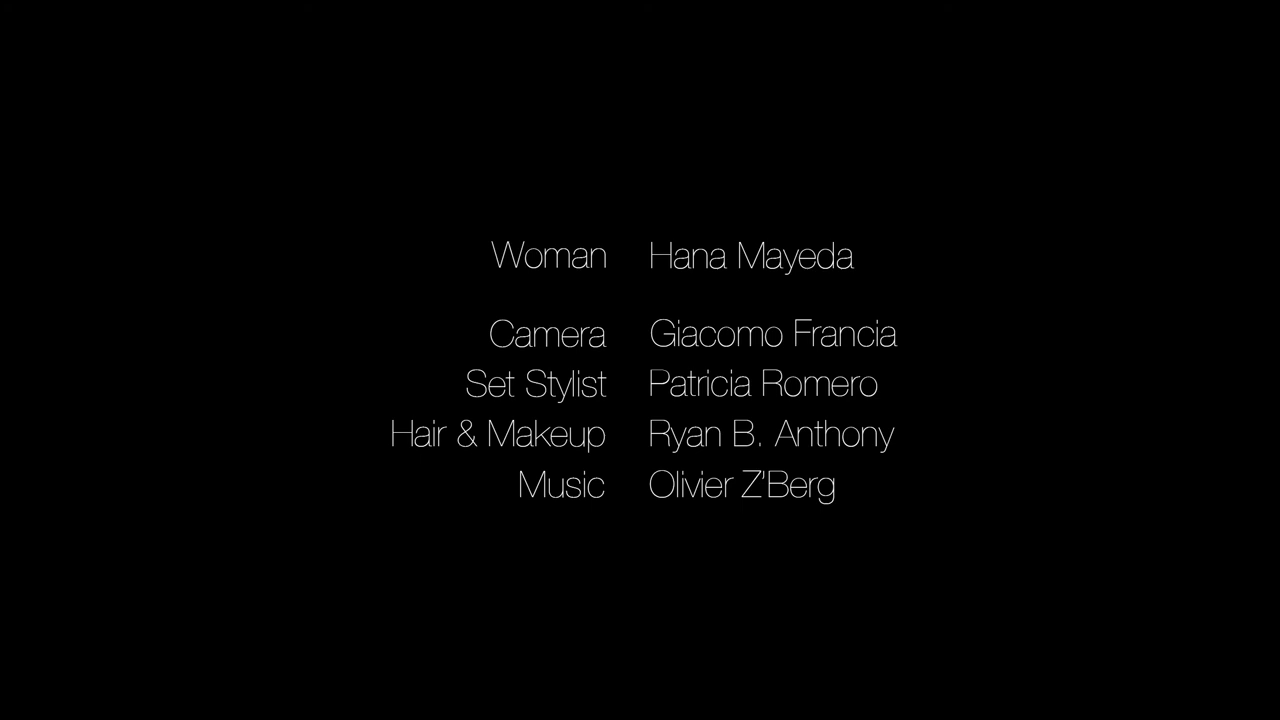 Woman Hana Mayeda
Camera Giacomo Francia
Set Stylist Patricia Romero
Hair & Makeup Ryan B. Anthony
Music Olivier Z'Berg